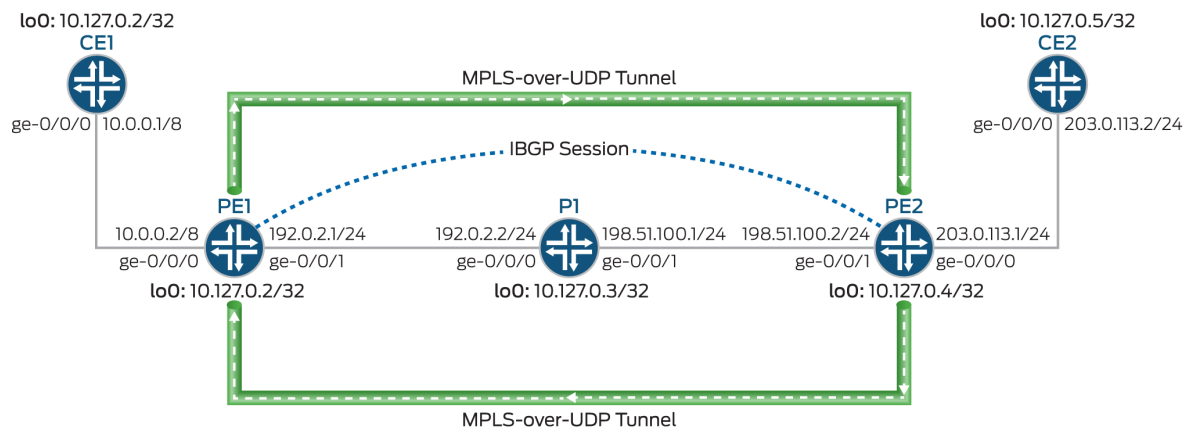 lo0: 10.127.0.2/32
CE1
ge-0/0/0 10.0.0.1/8
lo0: 10.127.0.5/32
CE2
ge-0/0/0 203.0.113.2/24
MPLS-over-UDP Tunnel
IBGP Session
PE1
10.0.0.2/8 192.0.2.1/24
ge-0/0/0 ge-0/0/1
lo0: 10.127.0.2/32
P1
192.0.2.2/24 198.51.100.1/24
ge-0/0/0 ge-0/0/1
lo0: 10.127.0.3/32
PE2
198.51.100.2/24 203.0.113.1/24
ge-0/0/1 ge-0/0/0
lo0: 10.127.0.4/32
MPLS-over-UDP Tunnel